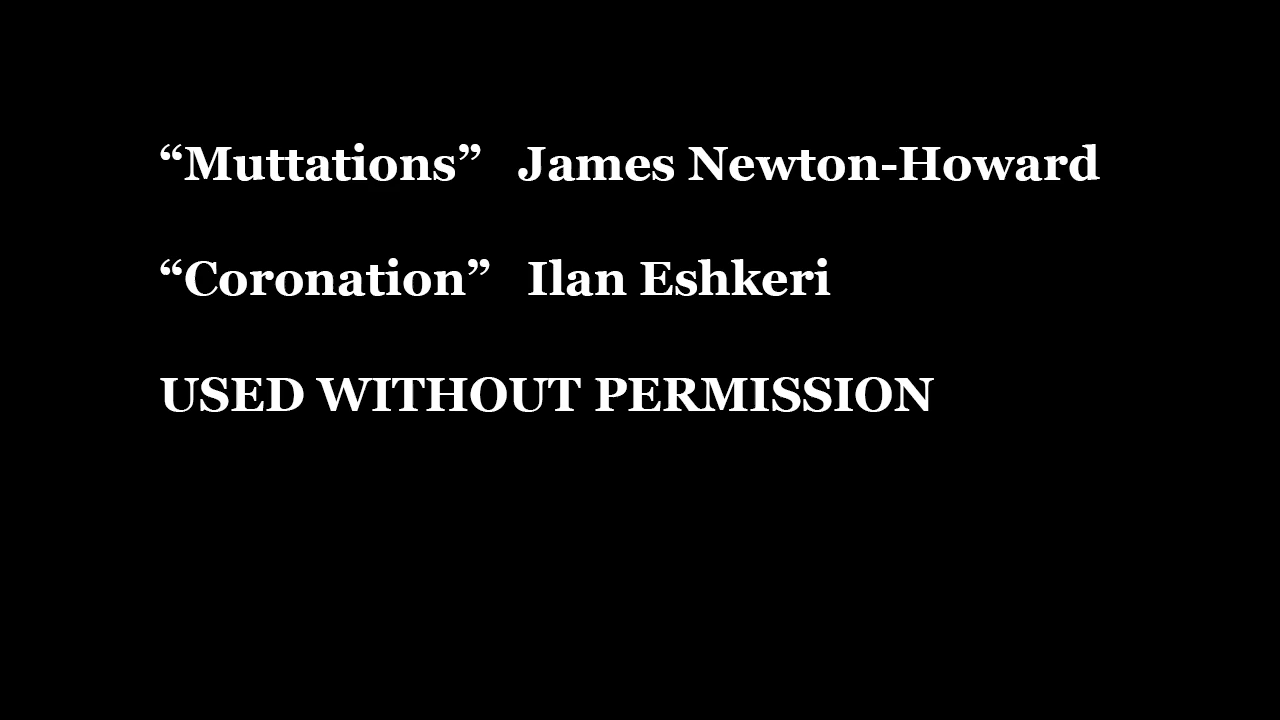 “Muttations” James Newton-Howard
“Coronation” Ilan Eshkeri
USED WITHOUT PERMISSION